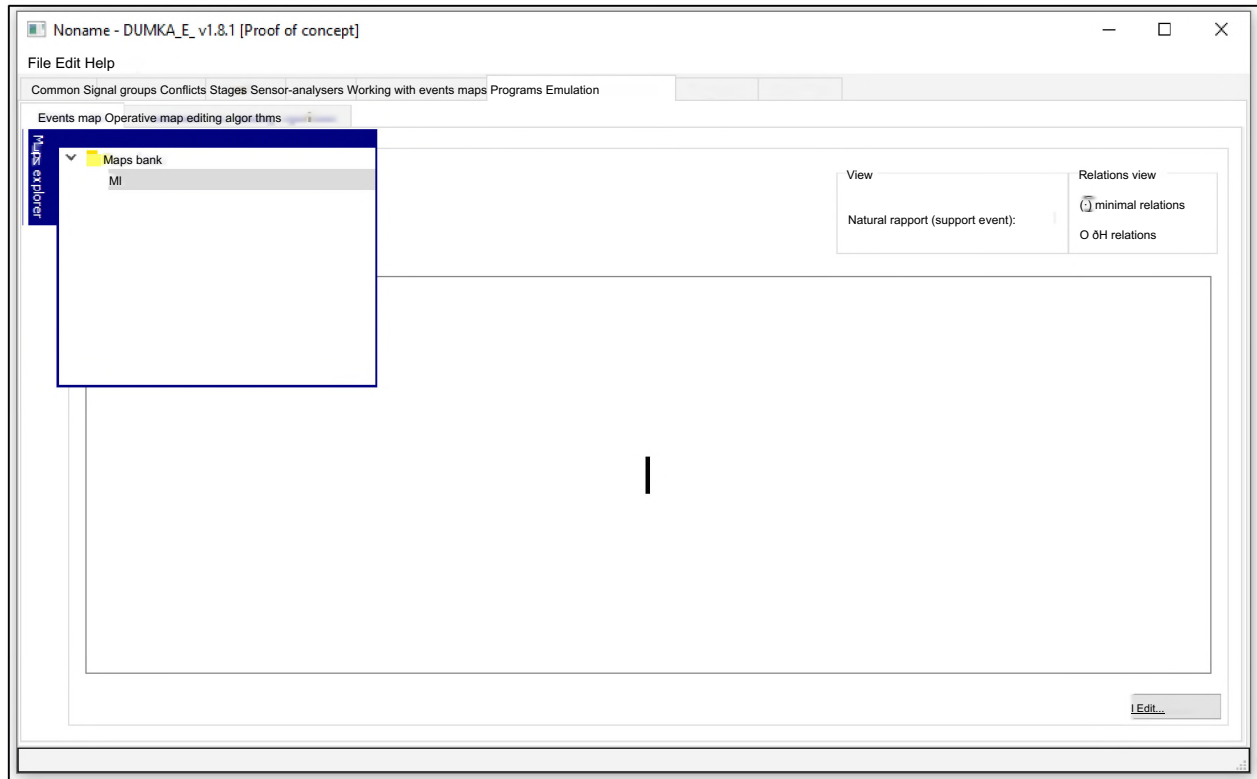 Noname - DUMKA_E_ v1.8.1 [Proof of concept]
File Edit Help
Common Signal groups Conflicts Stages Sensor-analysers Working with events maps Programs Emulation
Events map Operative map editing algor thms
Maps explorer
Maps bank
MI
View
Natural rapport (support event):
Relations view
(·) minimal relations
O ðH relations
I Edit...